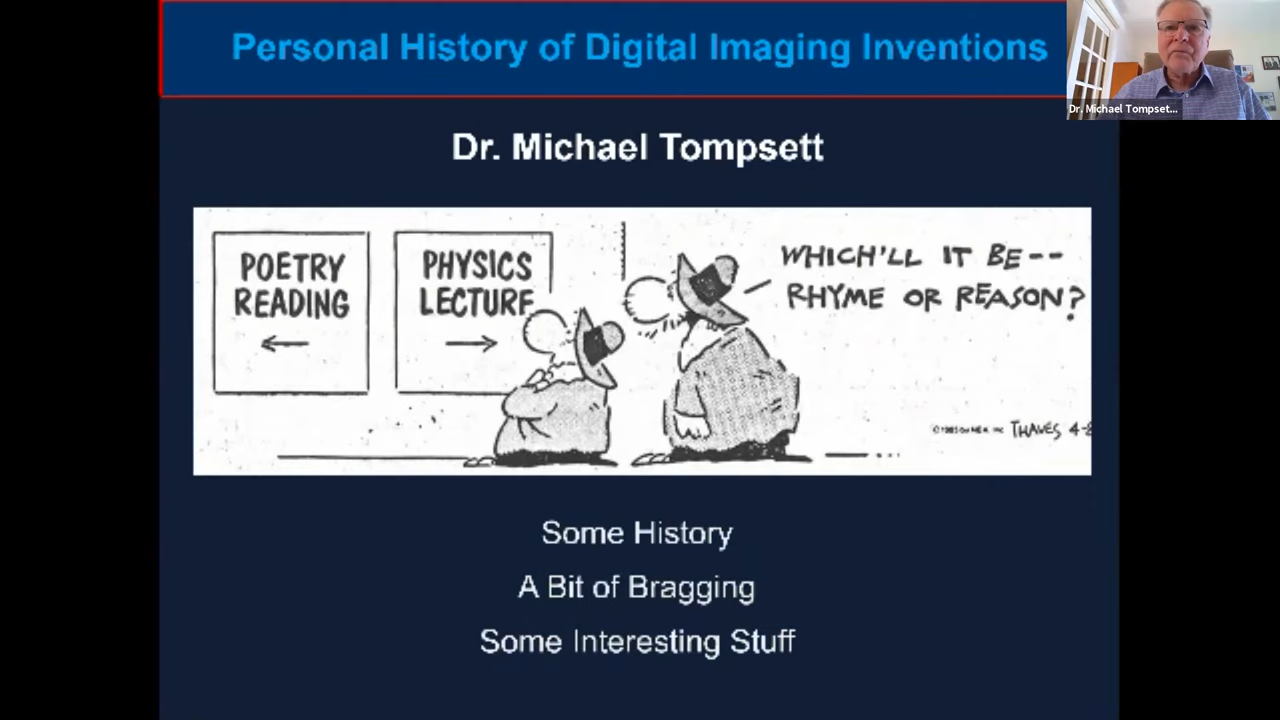 Personal History of Digital Imaging Inventions
Dr. Michael Tompset...
Dr. Michael Tompsett
POETRY
READING
←
PHYSICS
LECTURE
→
WHICH'LL IT BE--
RHYME OR REASON?
THAVES 4-8
Some History
A Bit of Bragging
Some Interesting Stuff